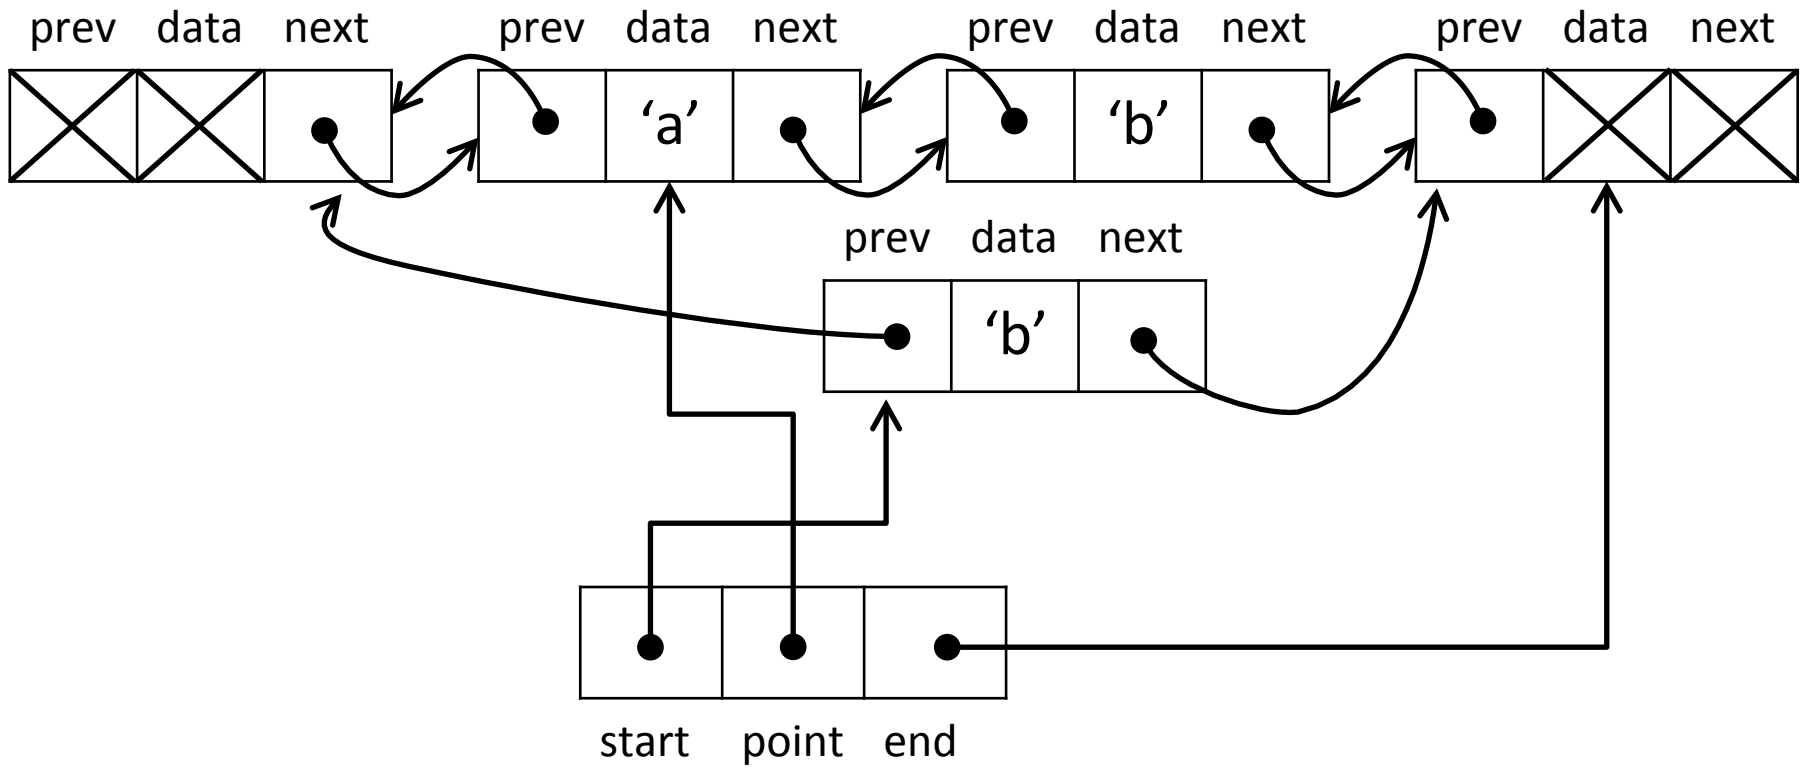 prev data next prev data next prev data next prev data next
‘a’ ‘b’
prev data next
‘b’
start point end